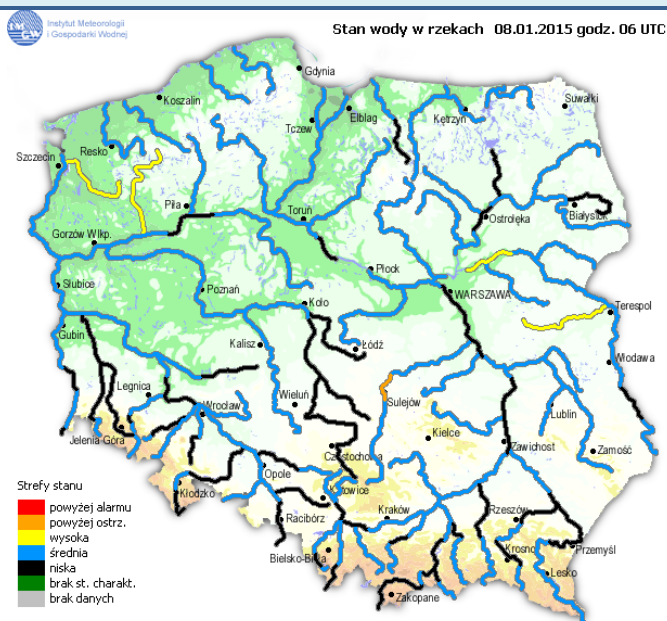 Instytut Meteorologii
i Gospodarki Wodnej
Stan wody w rzekach 08.01.2015 godz. 06 UTC
Gdynia
Suwałki
Koszalin
Elbląg
Kętrzyn
Tczew
Resko
Szczecin
Piła
Toruń
Białystok
Ostrołęka
Gorzów Wlkp.
Płock
Słubice
Poznań
WARSZAWA
Koło
Terespol
Gubin
Kalisz
Łódź
Włodawa
Legnica
Wieluń
Sulejów
Wrocław
Lublin
Jelenia Góra
Kielce
Zawichost
Zamość
Częstochowa
Opole
Kłodzko
Katowice
Racibórz
Kraków
Rzeszów
Bielsko-Biała
Krosno
Przemyśl
Lesko
Zakopane
Strefy stanu
powyżej alarmu
powyżej ostrz.
wysoka
średnia
niska
brak st. charakt.
brak danych